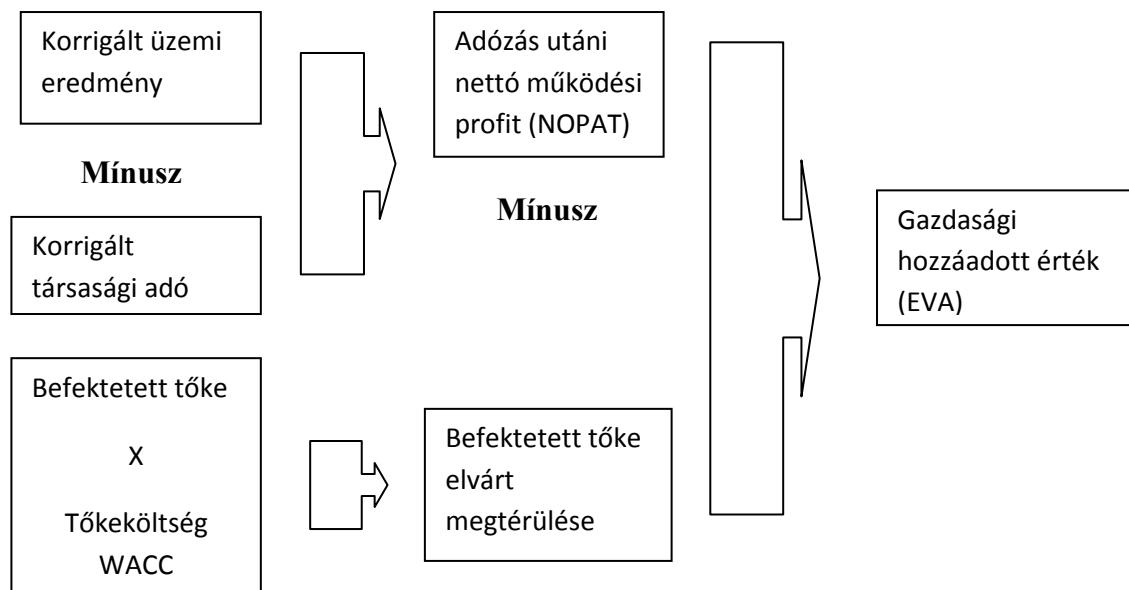 Korrigált üzemi
eredmény
Mínusz
Korrigált
társasági adó
Befektetett tőke
X
Tőkeköltség
WACC
Adózás utáni
nettó működési
profit (NOPAT)
Mínusz
Befektetett tőke
elvárt
megtérülése
Gazdasági
hozzáadott érték
(EVA)